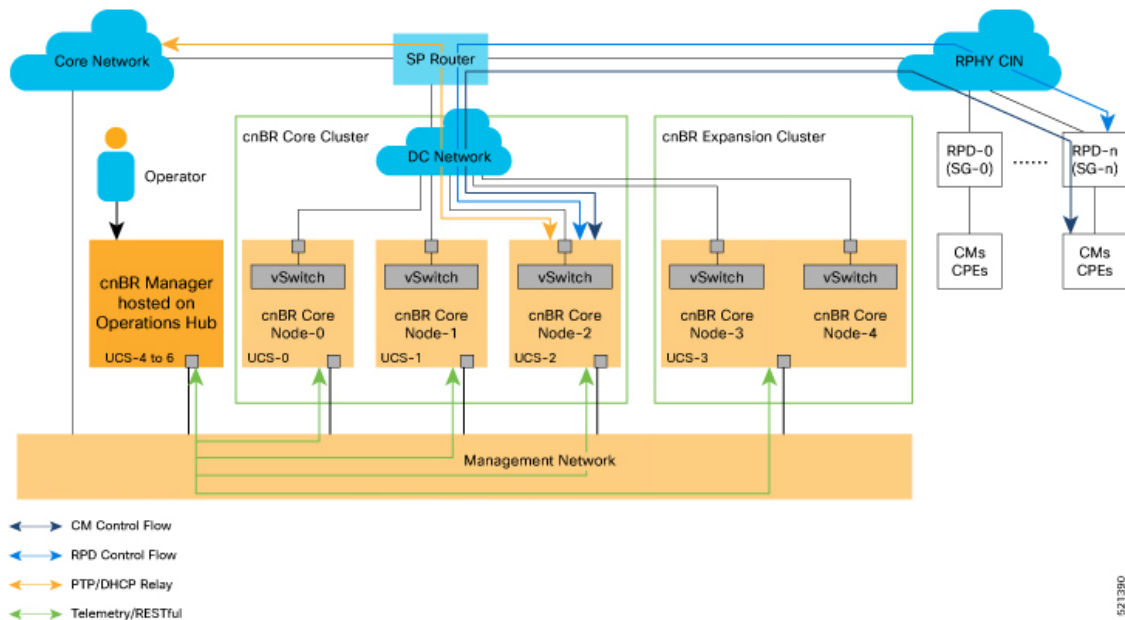 Core Network
SP Router
RPHY CIN
cnBR Core Cluster
cnBR Expansion Cluster
DC Network
RPD-0
(SG-0)
RPD-n
(SG-n)
Operator
CMs
CPEs
CMs
CPEs
cnBR Manager
hosted on
Operations Hub
UCS-4 to 6
vSwitch
cnBR Core
Node-0
UCS-0
vSwitch
cnBR Core
Node-1
UCS-1
vSwitch
cnBR Core
Node-2
UCS-2
vSwitch
cnBR Core
Node-3
UCS-3
vSwitch
cnBR Core
Node-4
Management Network
CM Control Flow
RPD Control Flow
PTP/DHCP Relay
Telemetry/RESTful
521390